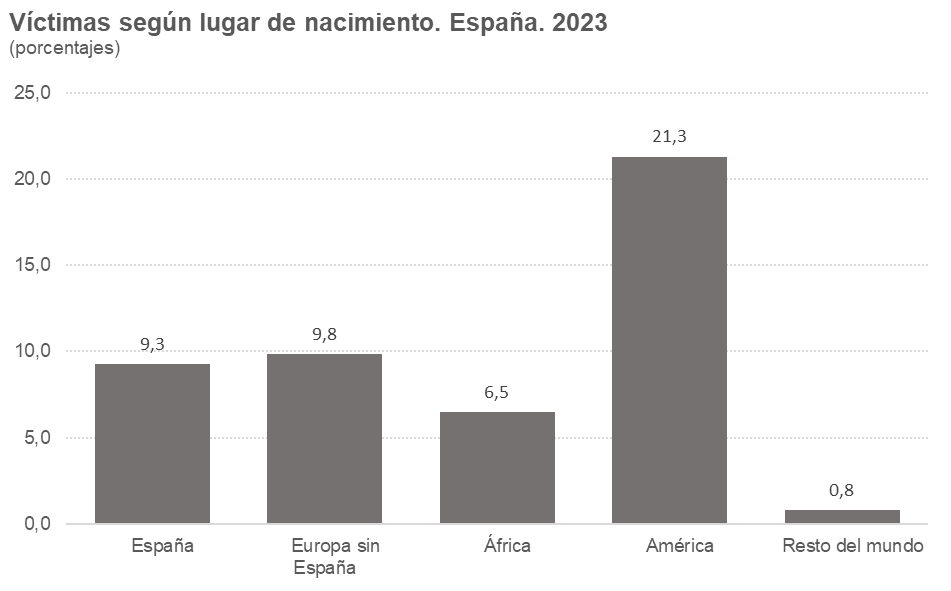 Víctimas según lugar de nacimiento. España. 2023
(porcentajes)
25,0
20,0
15,0
10,0
5,0
0,0
9,3
9,8
6,5
21,3
0,8
España
Europa sin
España
África
América
Resto del mundo